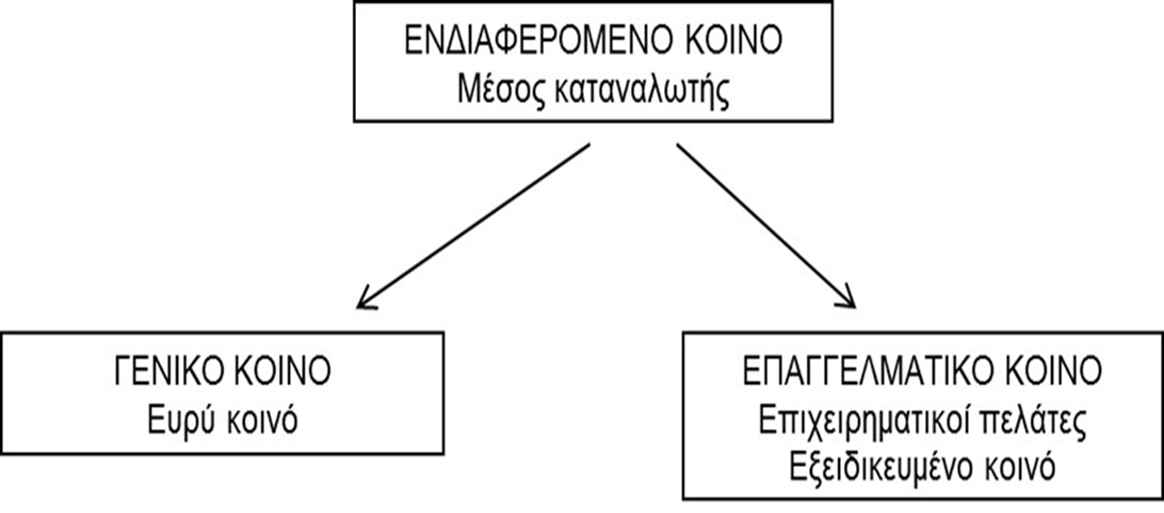 ΕΝΔΙΑΦΕΡΟΜΕΝΟ ΚΟΙΝΟ
Μέσος καταναλωτής
ΓΕΝΙΚΟ ΚΟΙΝΟ
Ευρύ κοινό
ΕΠΑΓΓΕΛΜΑΤΙΚΟ ΚΟΙΝΟ
Επιχειρηματικοί πελάτες
Εξειδικευμένο κοινό